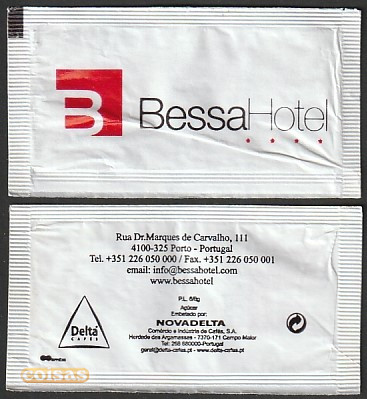 B BessaHotel
****
Rua Dr.Marques de Carvalho, 111
4100-325 Porto - Portugal
Tel. +351 226 050 000 / Fax. +351 226 050 001
email: info@bessahotel.com
www.bessahotel
P.L. 6/8g
Açúcar
Embalado por:
NOVADELTA
Comércio e Indústria de Cafés, S.A.
Herdade das Argamassas - 7370-171 Campo Maior
Tel: 268 680000-Portugal
geral@delta-cafes.pt - www.delta-cafes.pt
Delta
CAFÉS
coisas